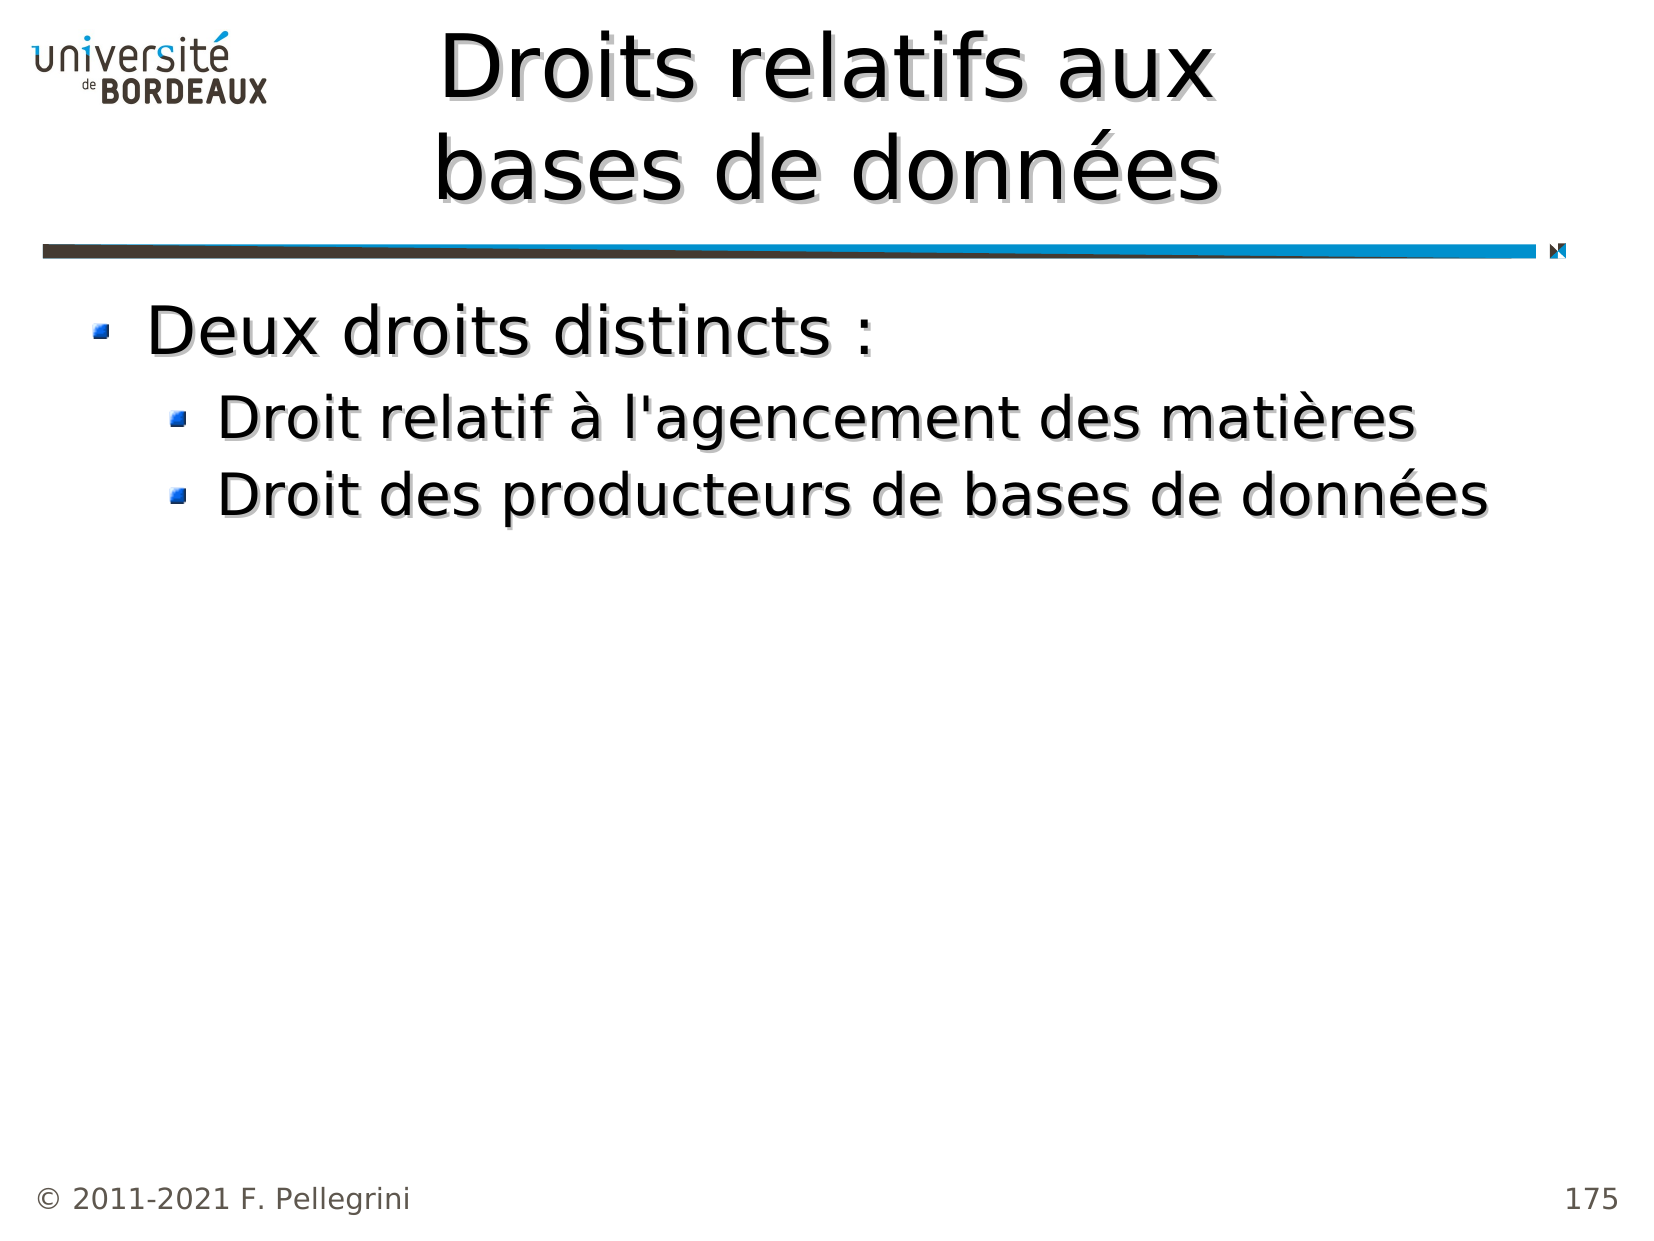 université
de BORDEAUX
Droits relatifs aux
bases de données
Deux droits distincts :
Droit relatif à l'agencement des matières
Droit des producteurs de bases de données
© 2011-2021 F. Pellegrini
175